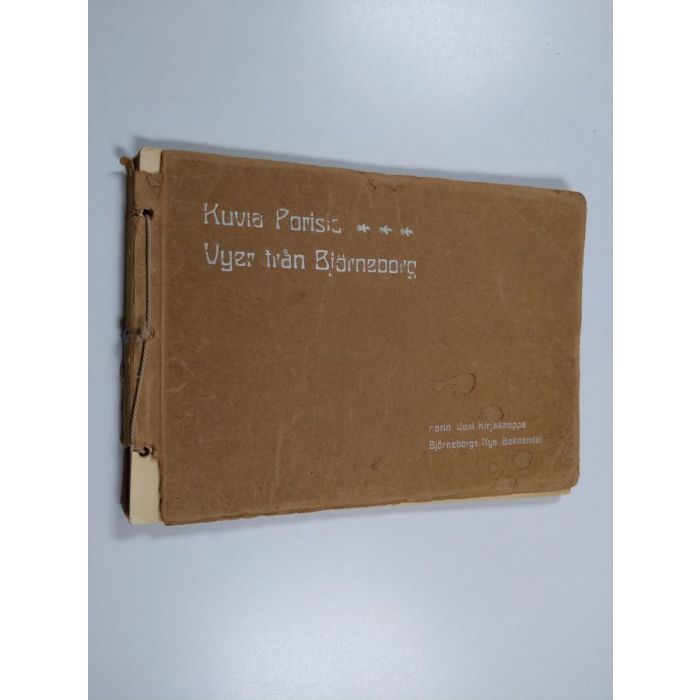 Kuvia Porista
Vyer från Björneborg
Porin Uusi Kirjakauppa
Björneborgs Nya Bokhandel